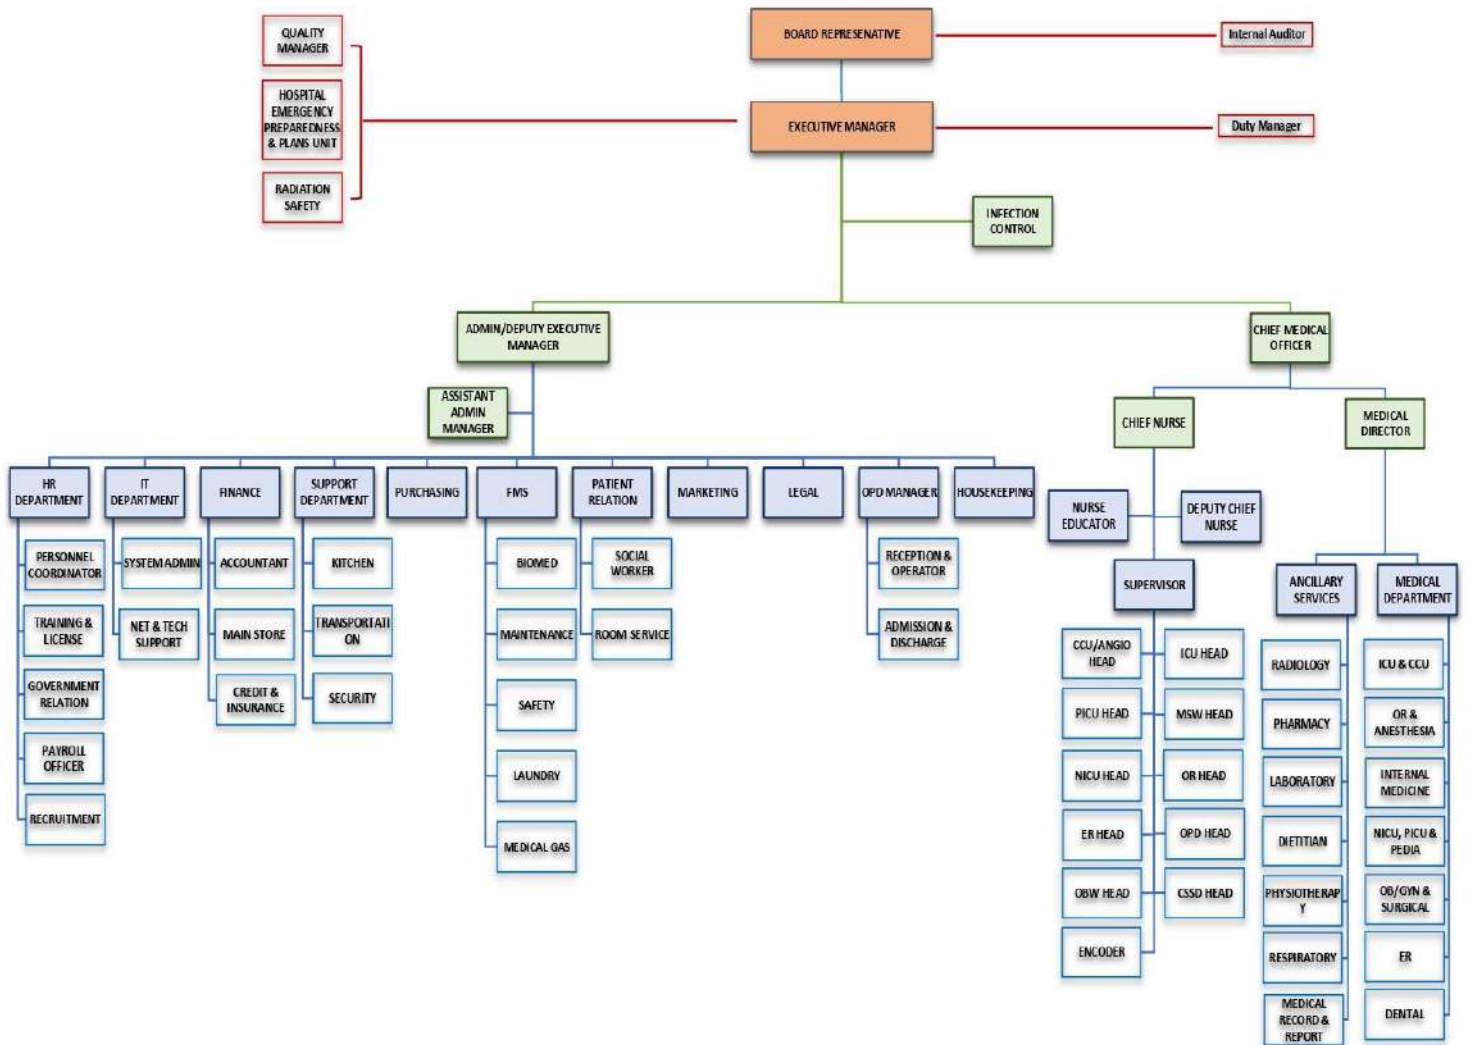 QUALITY
MANAGER
BOARD REPRESENATIVE
Internal Auditor
HOSPITAL
EMERGENCY
PREPAREDNESS
& PLANS UNIT
EXECUTIVE MANAGER
Duty Manager
RADIATION
SAFETY
INFECTION
CONTROL
ADMIN/DEPUTY EXECUTIVE
MANAGER
CHIEF MEDICAL
OFFICER
ASSISTANT
ADMIN
MANAGER
CHIEF NURSE
MEDICAL
DIRECTOR
HR
DEPARTMENT
IT
DEPARTMENT
FINANCE
SUPPORT
DEPARTMENT
PURCHASING
FMS
PATIENT
RELATION
MARKETING
LEGAL
OPD MANAGER
HOUSEKEEPING
NURSE
EDUCATOR
DEPUTY CHIEF
NURSE
PERSONNEL
COORDINATOR
TRAINING &
LICENSE
GOVERNMENT
RELATION
PAYROLL
OFFICER
RECRUITMENT
SYSTEM ADMIN
NET & TECH
SUPPORT
ACCOUNTANT
MAIN STORE
CREDIT &
INSURANCE
KITCHEN
TRANSPORTATI
ON
SECURITY
BIOMED
MAINTENANCE
SAFETY
LAUNDRY
MEDICAL GAS
SOCIAL
WORKER
ROOM SERVICE
RECEPTION &
OPERATOR
ADMISSION &
DISCHARGE
SUPERVISOR
CCU/ANGIO
HEAD
ICU HEAD
PICU HEAD
MSW HEAD
NICU HEAD
OR HEAD
ER HEAD
OPD HEAD
OBW HEAD
CSSD HEAD
ENCODER
ANCILLARY
SERVICES
RADIOLOGY
PHARMACY
LABORATORY
DIETITIAN
PHYSIOTHERAP
Y
RESPIRATORY
MEDICAL
RECORD &
REPORT
MEDICAL
DEPARTMENT
ICU & CCU
OR &
ANESTHESIA
INTERNAL
MEDICINE
NICU, PICU &
PEDIA
OB/GYN &
SURGICAL
ER
DENTAL